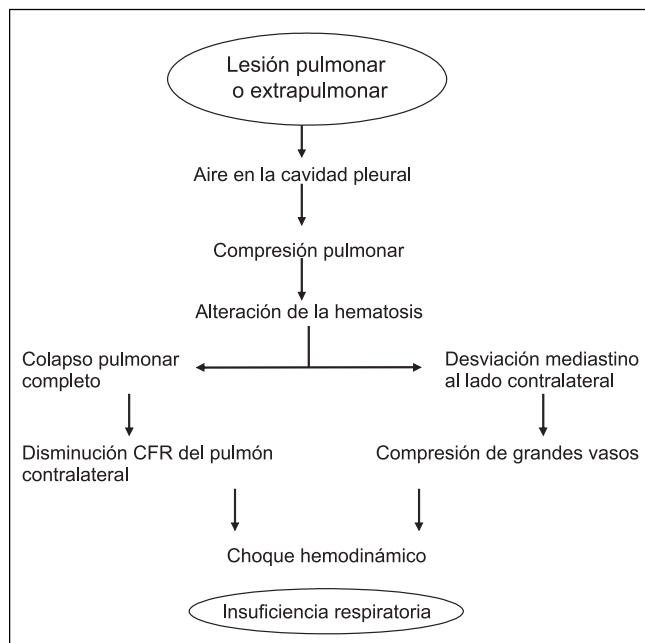 Lesión pulmonar
o extrapulmonar
Aire en la cavidad pleural
Compresión pulmonar
Alteración de la hematosis
Colapso pulmonar
completo
Desviación mediastino
al lado contralateral
Disminución CFR del pulmón
contralateral
Compresión de grandes vasos
Choque hemodinámico
Insuficiencia respiratoria